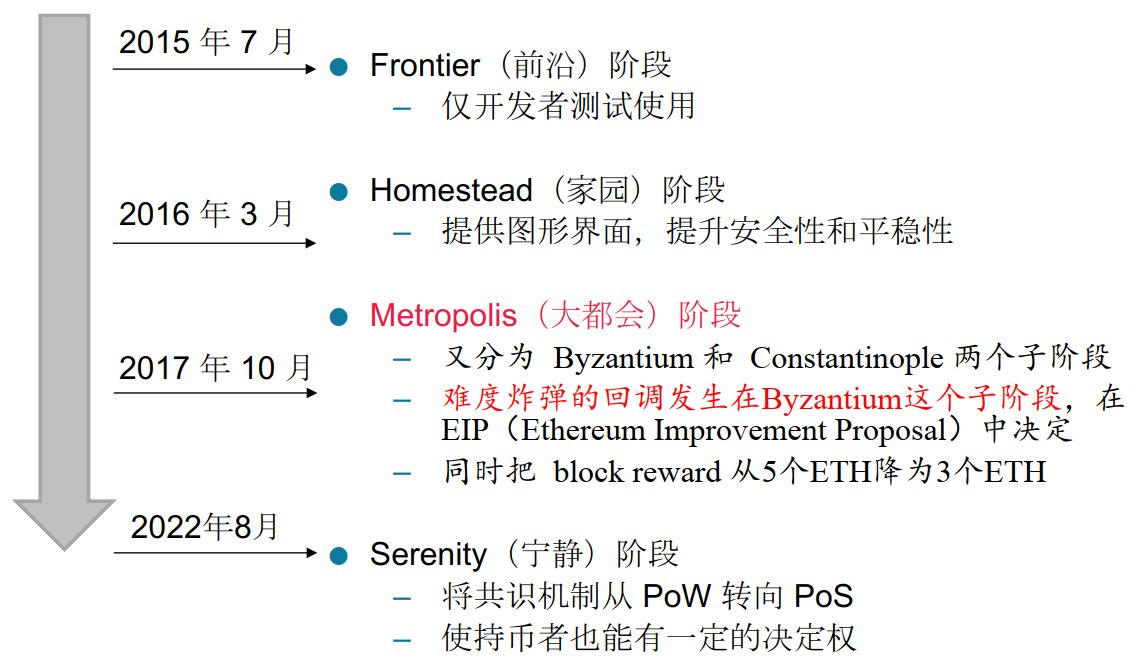 2015 年 7 月
● Frontier（前沿）阶段
– 仅开发者测试使用
2016 年 3 月
● Homestead（家园）阶段
– 提供图形界面，提升安全性和平稳性
2017 年 10 月
● Metropolis（大都会）阶段
– 又分为 Byzantium 和 Constantinople 两个子阶段
– 难度炸弹的回调发生在Byzantium这个子阶段，在
EIP（Ethereum Improvement Proposal）中决定
– 同时把 block reward 从5个ETH降为3个ETH
2022年8月
● Serenity（宁静）阶段
– 将共识机制从 PoW 转向 PoS
– 使持币者也能有一定的决定权